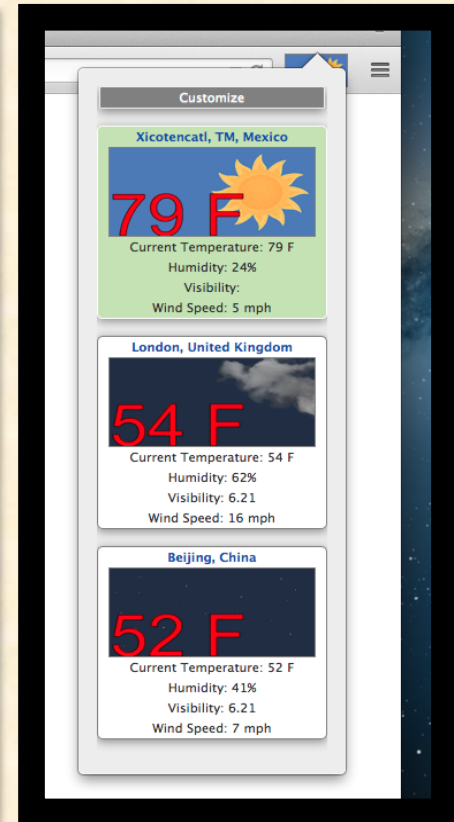 Customize
Xicotencatl, TM, Mexico
79 F
Current Temperature: 79 F
Humidity: 24%
Visibility:
Wind Speed: 5 mph
London, United Kingdom
54 F
Current Temperature: 54 F
Humidity: 62%
Visibility: 6.21
Wind Speed: 16 mph
Beijing, China
52 F
Current Temperature: 52 F
Humidity: 41%
Visibility: 6.21
Wind Speed: 7 mph